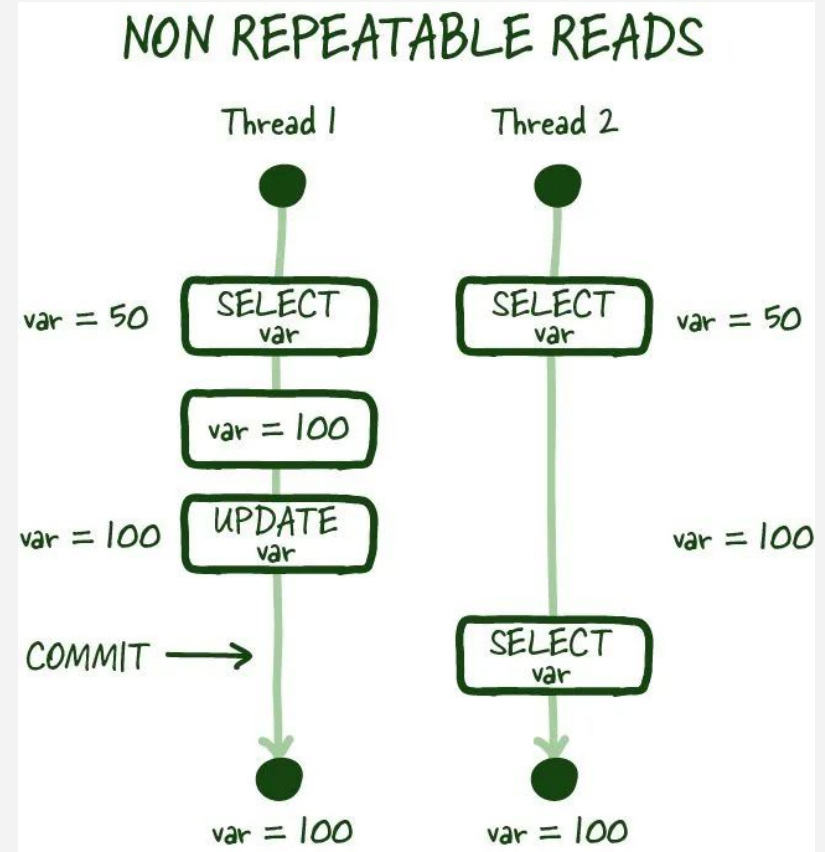 NON REPEATABLE READS
Thread 1
Thread 2
var = 50
SELECT
var
SELECT
var
var = 50
var = 100
var = 100
UPDATE
var
var = 100
COMMIT
SELECT
var
var = 100
var = 100